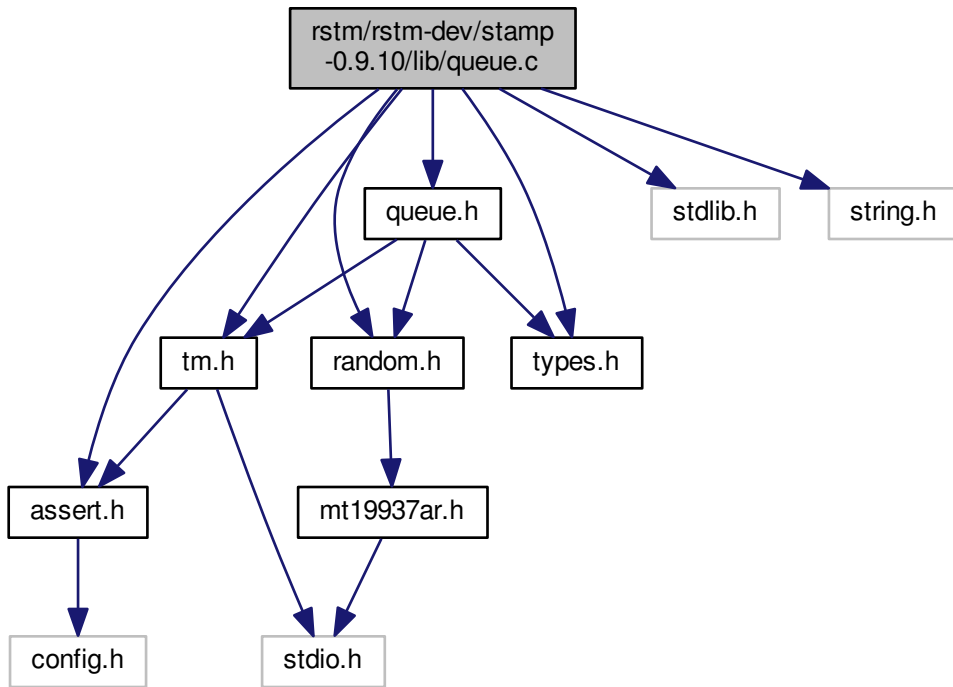 rstm/rstm-dev/stamp
-0.9.10/lib/queue.c
queue.h
stdlib.h
string.h
tm.h
random.h
types.h
assert.h
mt19937ar.h
config.h
stdio.h